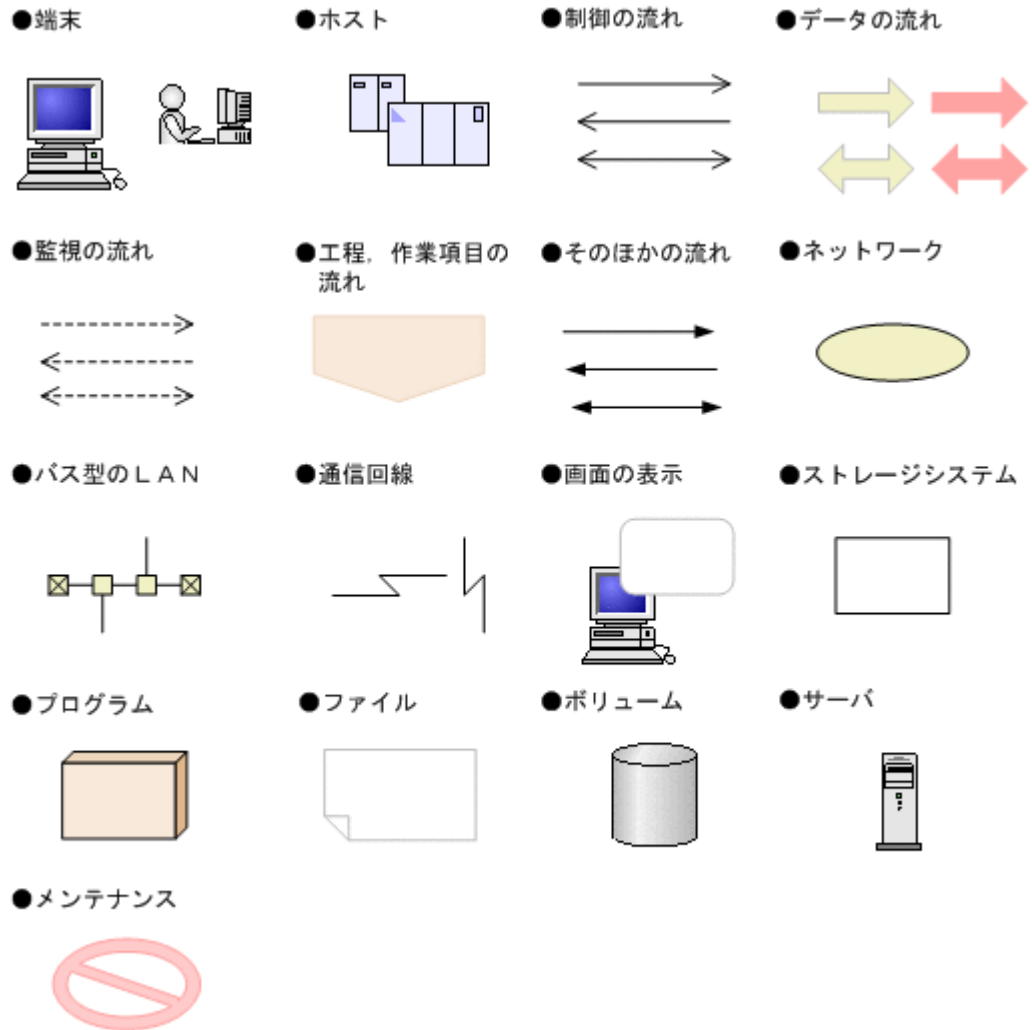 ●端末
●ホスト
●制御の流れ
●データの流れ
●監視の流れ
●工程，作業項目の
流れ
●そのほかの流れ
●ネットワーク
●バス型のＬＡＮ
●通信回線
●画面の表示
●ストレージシステム
●プログラム
●ファイル
●ボリューム
●サーバ
●メンテナンス